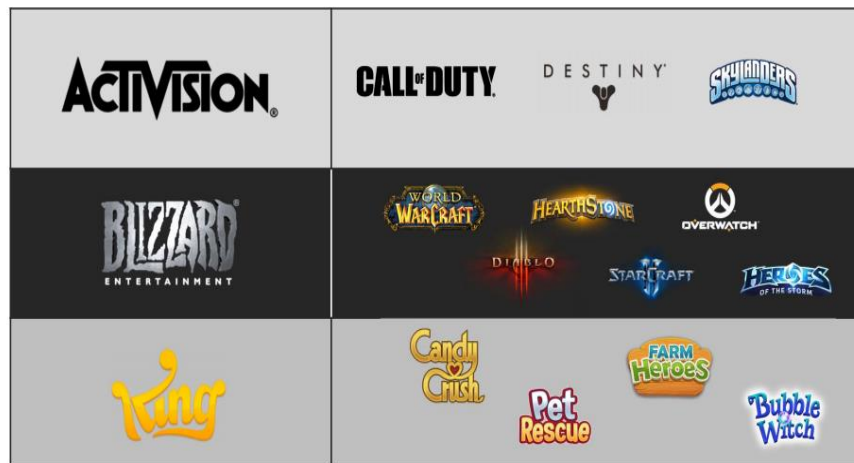 ACTIVISION®
CALL OF DUTY
DESTINY
SKYLANDERS
BLIZZARD®
ENTERTAINMENT
WORLD
WARCRAFT
HEARTHSTONE
OVERWATCH
DIABLO
STARCRAFT
II
HEROES
OF THE STORM
King
Candy
Crush
FARM
HeroeS
Pet
RESCUE
Bubble
Witch